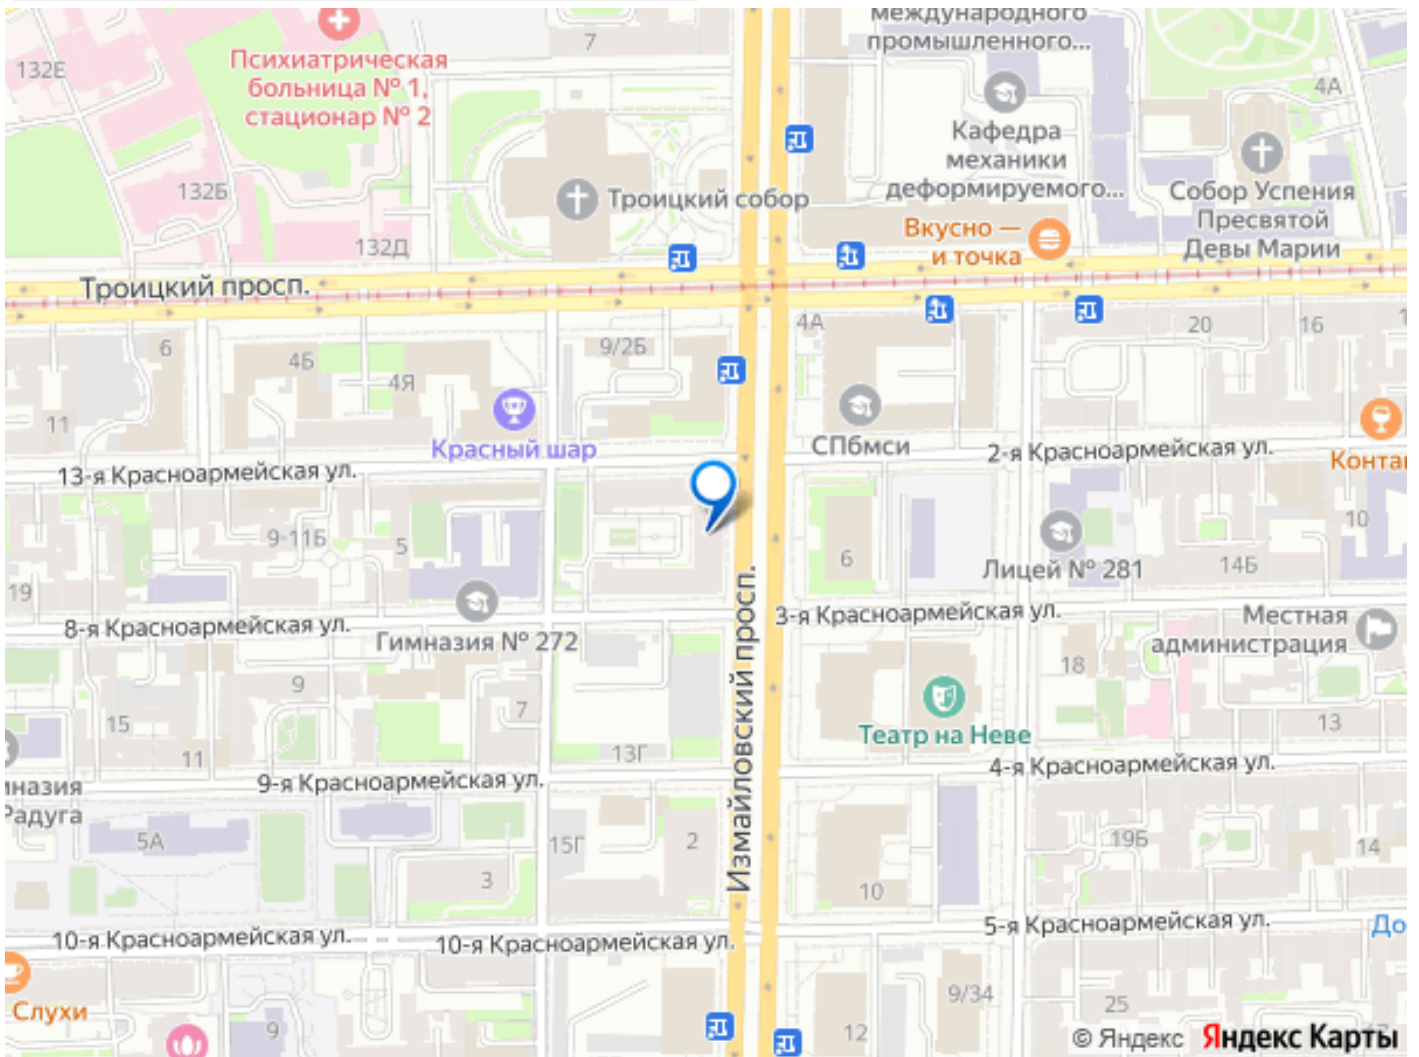 международного
промышленного...
7
132Е
Психиатрическая
больница № 1,
стационар № 2
4А
Кафедра
механики
деформируемого...
132Б
Троицкий собор
Собор Успения
Пресвятой
Девы Марии
132Д
Вкусно —
и точка
Троицкий просп.
4А
20
16
6
4Б
9/2Б
4Я
11
Красный шар
СПбмси
2-я Красноармейская ул.
Конта
13-я Красноармейская ул.
9-11Б
5
10
6
14Б
19
Лицей № 281
8-я Красноармейская ул.
Гимназия № 272
3-я Красноармейская ул.
Местная
администрация
Измайловский просп.
18
9
7
15
11
13Г
Театр на Неве
13
4-я Красноармейская ул.
9-я Красноармейская ул.
Радуга
5А
15Г
2
19Б
14
3
10
5-я Красноармейская ул.
10-я Красноармейская ул.
10-я Красноармейская ул.
До
Слухи
9
9/34
12
25
© Яндекс Яндекс Карты